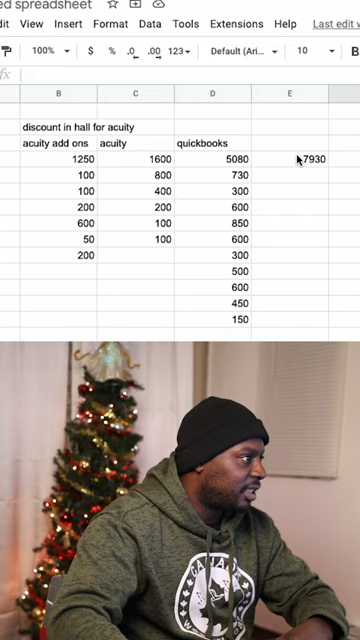 ed spreadsheet
dit View Insert Format Data Tools Extensions Help Last edit w
100% $ % .0 .00 123 Default (Ari... 10 B
fx
B C D E
discount in hall for acuity
acuity add ons acuity quickbooks
1250 1600 5080 7930
100 800 730
100 400 300
200 200 600
600 100 850
50 100 600
200 300
500
600
450
150